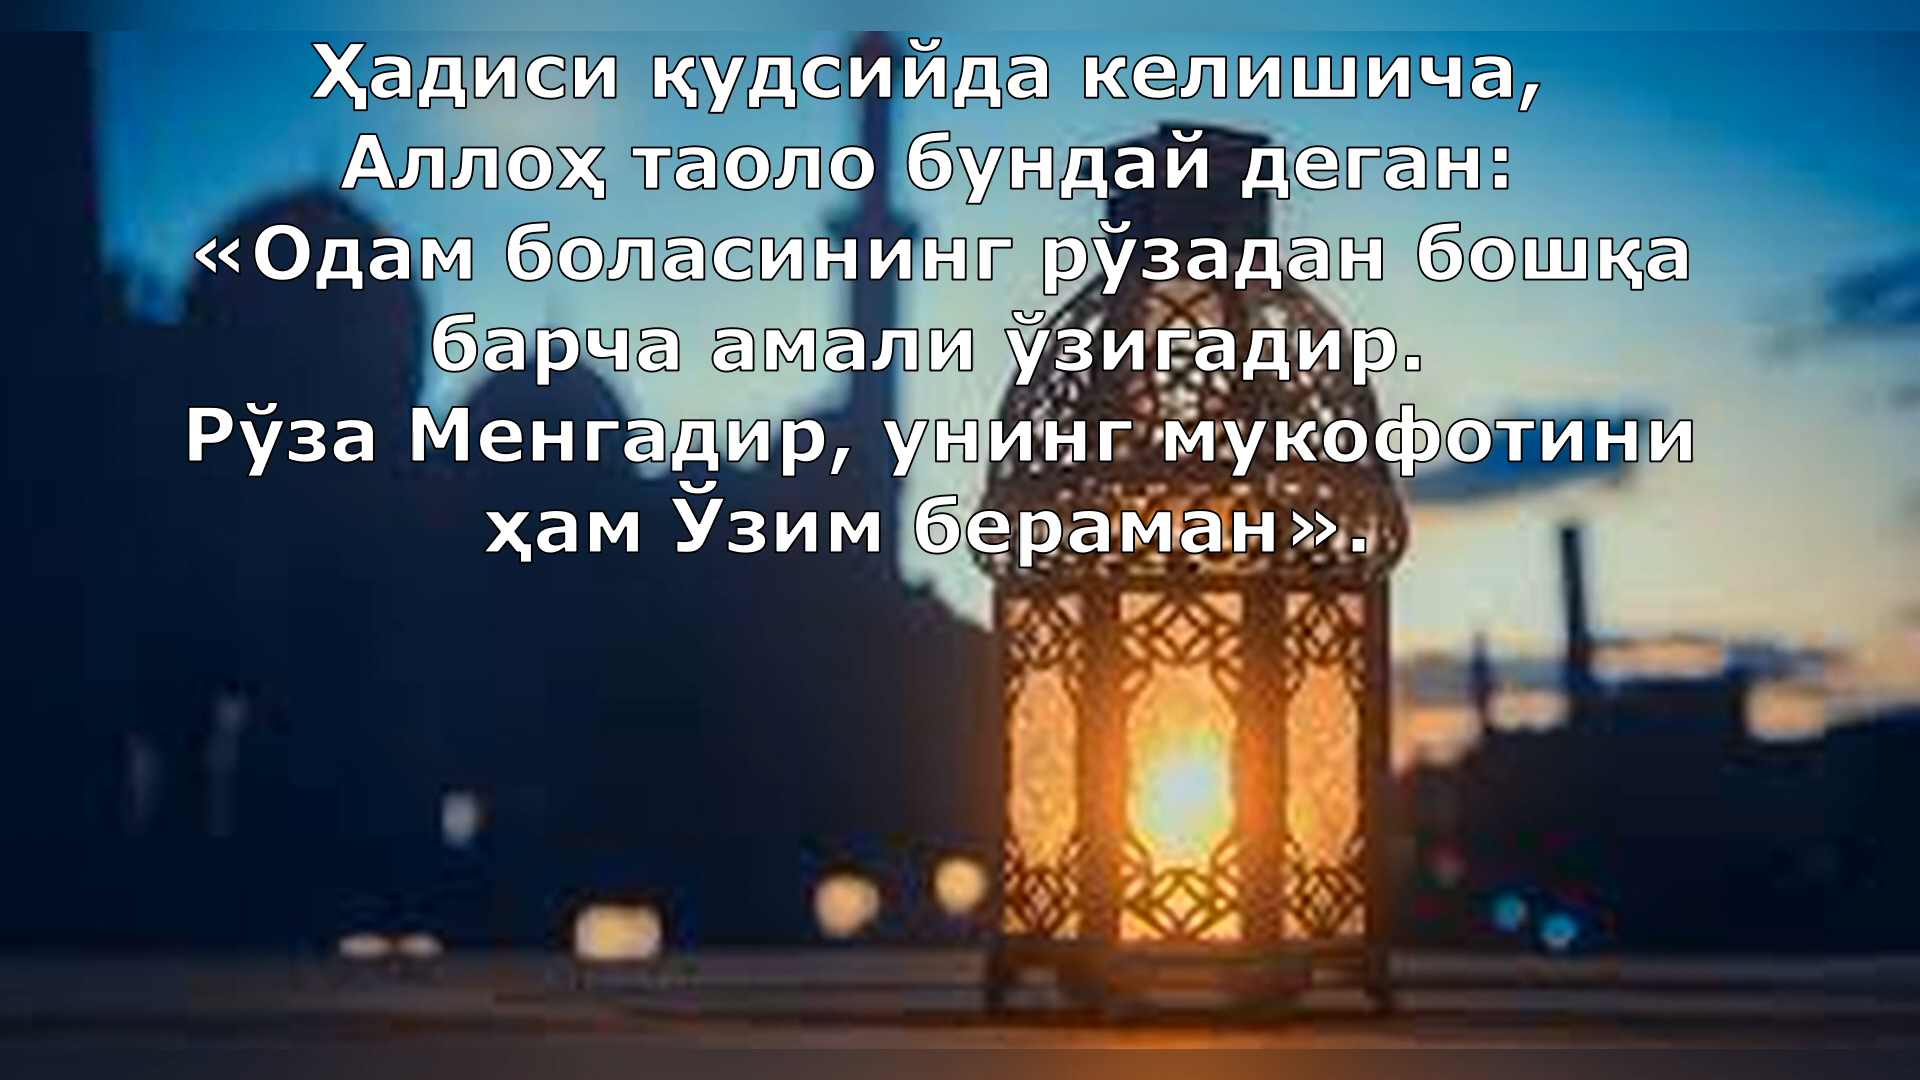 Ҳадиси қудсийда келишича,
Аллоҳ таоло бундай деган:
«Одам боласининг рўзадан бошқа
барча амали ўзигадир.
Рўза Менгадир, унинг мукофотини
ҳам Ўзим бераман».